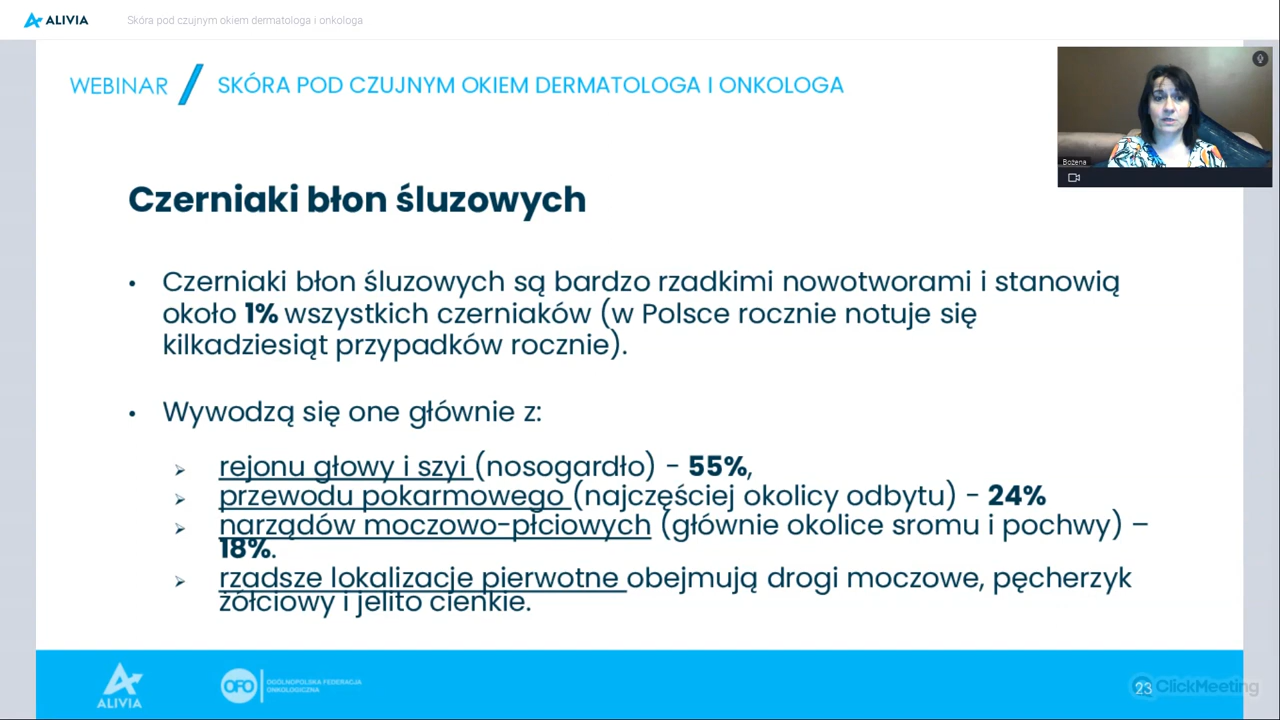 ALIVIA
Skóra pod czujnym okiem dermatologa i onkologa
WEBINAR / SKÓRA POD CZUJNYM OKIEM DERMATOLOGA I ONKOLOGA
Bożena
Czerniaki błon śluzowych
• Czerniaki błon śluzowych są bardzo rzadkimi nowotworami i stanowią
około 1% wszystkich czerniaków (w Polsce rocznie notuje się
kilkadziesiąt przypadków rocznie).
• Wywodzą się one głównie z:
rejonu głowy i szyi (nosogardło) - 55%,
przewodu pokarmowego (najczęściej okolicy odbytu) - 24%
narządów moczowo-płciowych (głównie okolice sromu i pochwy) –
18%.
rzadsze lokalizacje pierwotne obejmują drogi moczowe, pęcherzyk
żółciowy i jelito cienkie.
ALIVIA
OFO
OGÓLNOPOLSKA FEDERACJA
ONKOLOGICZNA
23
ClickMeeting